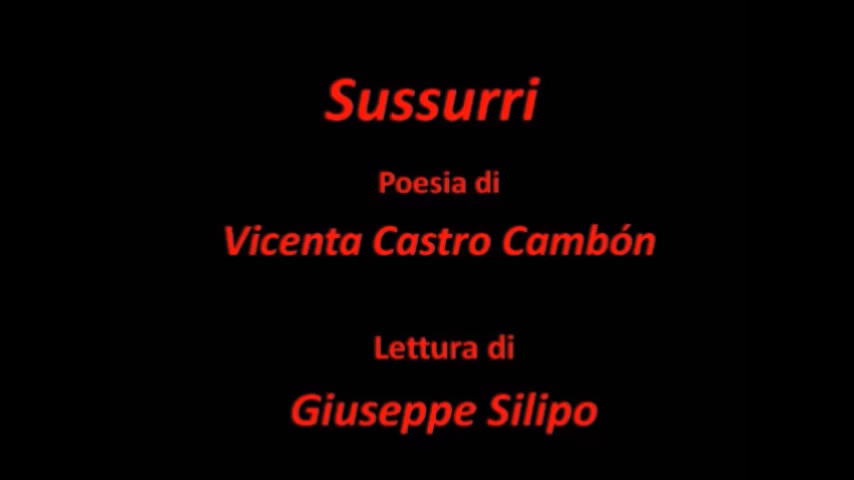 Sussurri
Poesia di
Vicenta Castro Cambón
Lettura di
Giuseppe Silipo